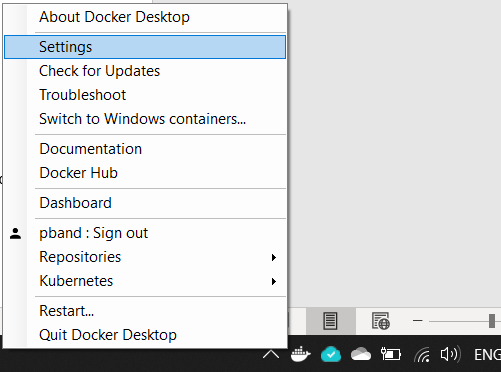 About Docker Desktop
Settings
Check for Updates
Troubleshoot
Switch to Windows containers...
Documentation
Docker Hub
Dashboard
pband : Sign out
Repositories
Kubernetes
Restart...
Quit Docker Desktop
ENG